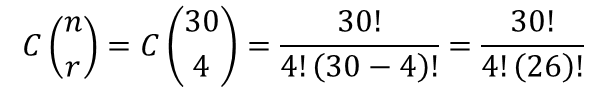 C(n r) = C(30 4) = 30! / 4! (30 − 4)! = 30! / 4! (26)!